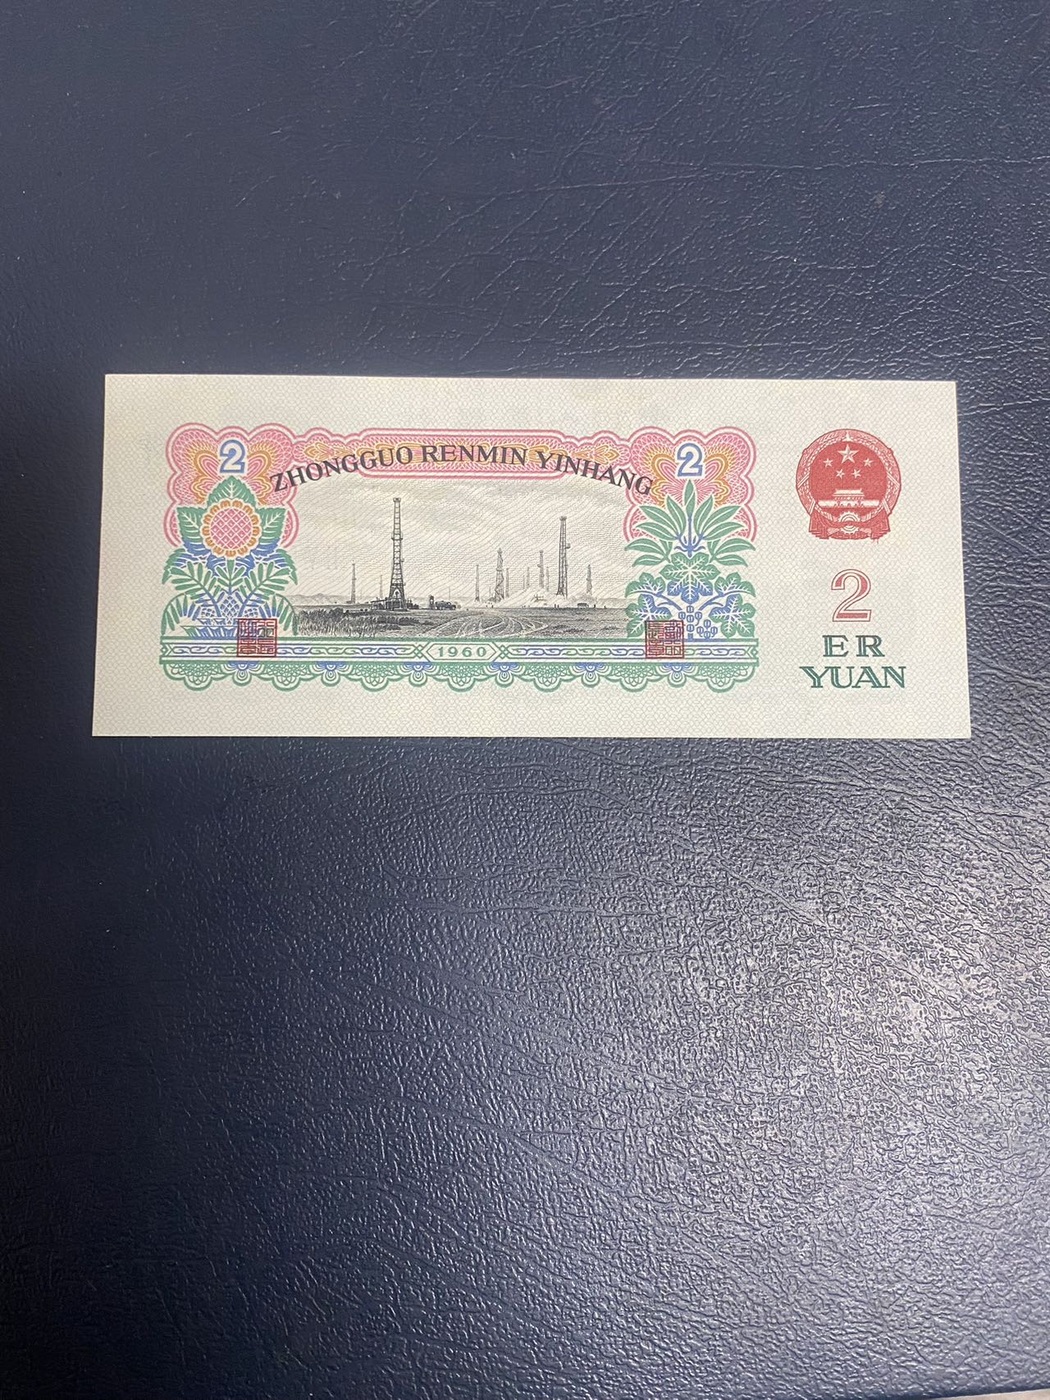 2
2
ZHONGGUO RENMIN YINHANG
1960
2
ER
YUAN